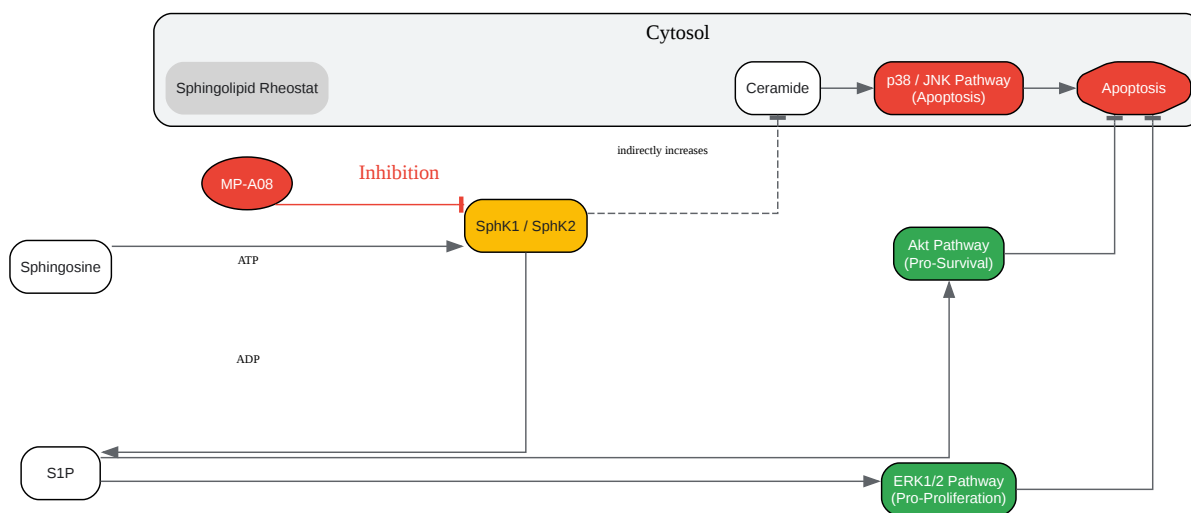 Cytosol
Sphingolipid Rheostat
Ceramide
p38 / JNK Pathway
(Apoptosis)
Apoptosis
indirectly increases
MP-A08
Inhibition
SphK1 / SphK2
Sphingosine
ATP
Akt Pathway
(Pro-Survival)
ADP
S1P
ERK1/2 Pathway
(Pro-Proliferation)